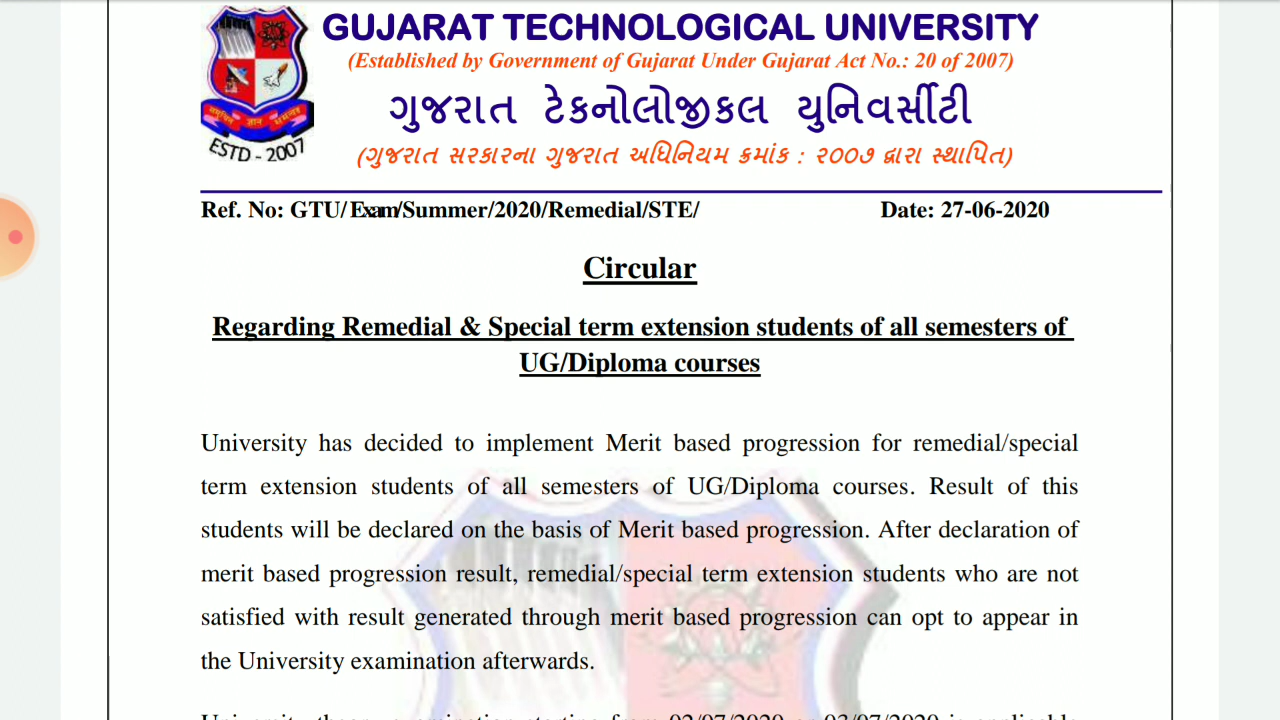 GUJARAT TECHNOLOGICAL UNIVERSITY
(Established by Government of Gujarat Under Gujarat Act No.: 20 of 2007)
ગુજરાત ટેકનોલોજીકલ યુનિવર્સીટી
(ગુજરાત સરકારના ગુજરાત અધિનિયમ ક્રમાંક : ૨૦૦૭ દ્વારા સ્થાપિત)
ESTD - 2007
Ref. No: GTU/Exam/Summer/2020/Remedial/STE/ Date: 27-06-2020
Circular
Regarding Remedial & Special term extension students of all semesters of
UG/Diploma courses
University has decided to implement Merit based progression for remedial/special
term extension students of all semesters of UG/Diploma courses. Result of this
students will be declared on the basis of Merit based progression. After declaration of
merit based progression result, remedial/special term extension students who are not
satisfied with result generated through merit based progression can opt to appear in
the University examination afterwards.